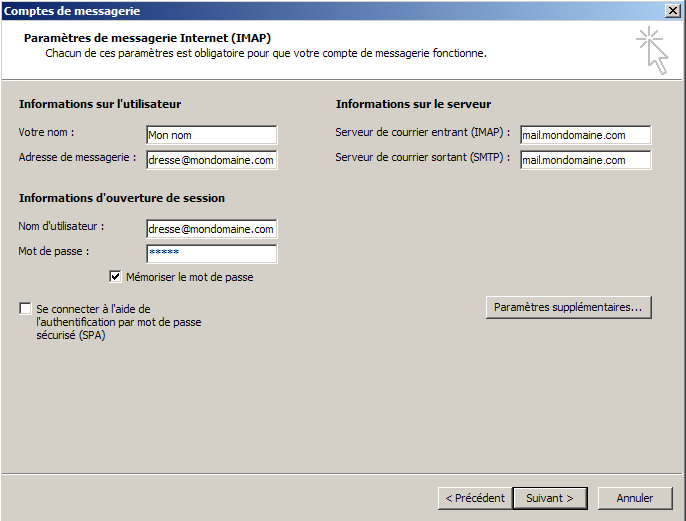 Comptes de messagerie
Paramètres de messagerie Internet (IMAP)
Chacun de ces paramètres est obligatoire pour que votre compte de messagerie fonctionne.
Informations sur l'utilisateur
Votre nom :
Mon nom
Adresse de messagerie :
dresse@mondomaine.com
Informations sur le serveur
Serveur de courrier entrant (IMAP) :
mail.mondomaine.com
Serveur de courrier sortant (SMTP) :
mail.mondomaine.com
Informations d'ouverture de session
Nom d'utilisateur :
dresse@mondomaine.com
Mot de passe :
*****
Mémoriser le mot de passe
Se connecter à l'aide de
l'authentification par mot de passe
sécurisé (SPA)
Paramètres supplémentaires...
< Précédent
Suivant >
Annuler